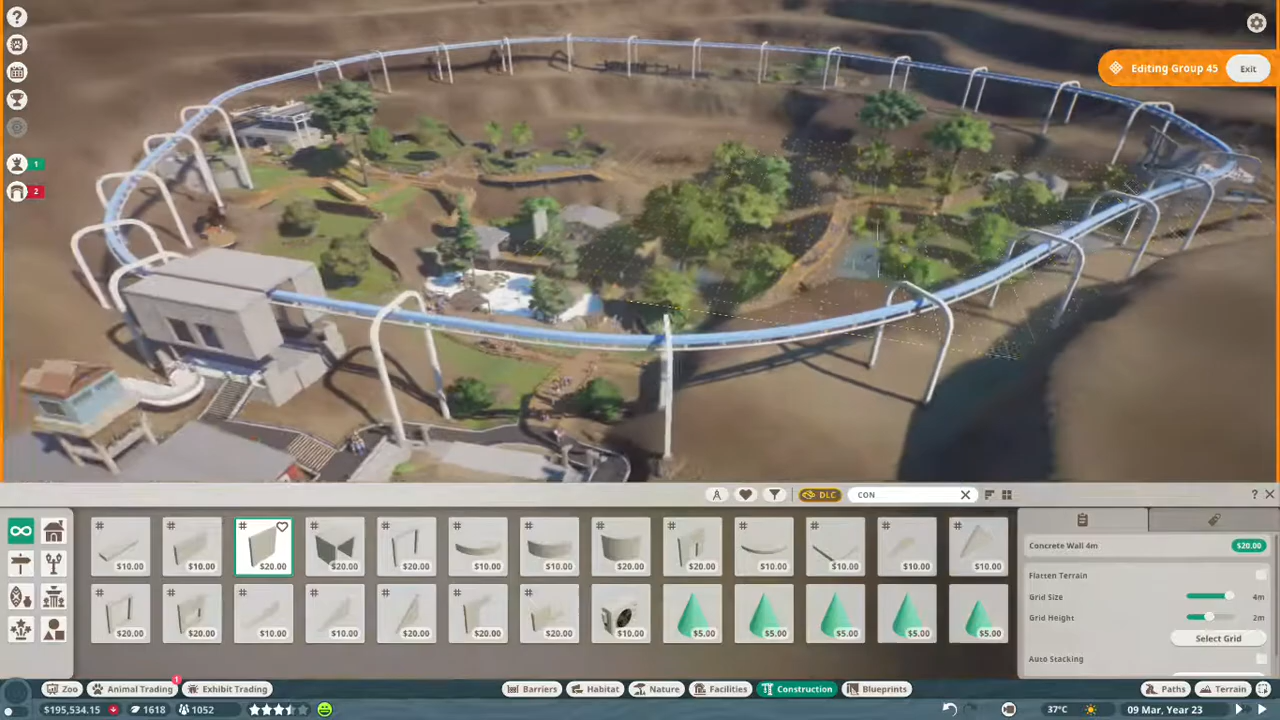 ?
Editing Group 45
Exit
1
2
DLC
CON
?
$10.00
$10.00
$20.00
$20.00
$20.00
$10.00
$10.00
$20.00
$20.00
$10.00
$10.00
$10.00
$10.00
$20.00
$20.00
$10.00
$10.00
$20.00
$20.00
$20.00
$10.00
$5.00
$5.00
$5.00
$5.00
$5.00
Concrete Wall 4m
$20.00
Flatten Terrain
Grid Size
4m
Grid Height
2m
Select Grid
Auto Stacking
Zoo
Animal Trading
1
Exhibit Trading
Barriers
Habitat
Nature
Facilities
Construction
Blueprints
Paths
Terrain
$195,534.15
1618
1052
37°C
09 Mar, Year 23